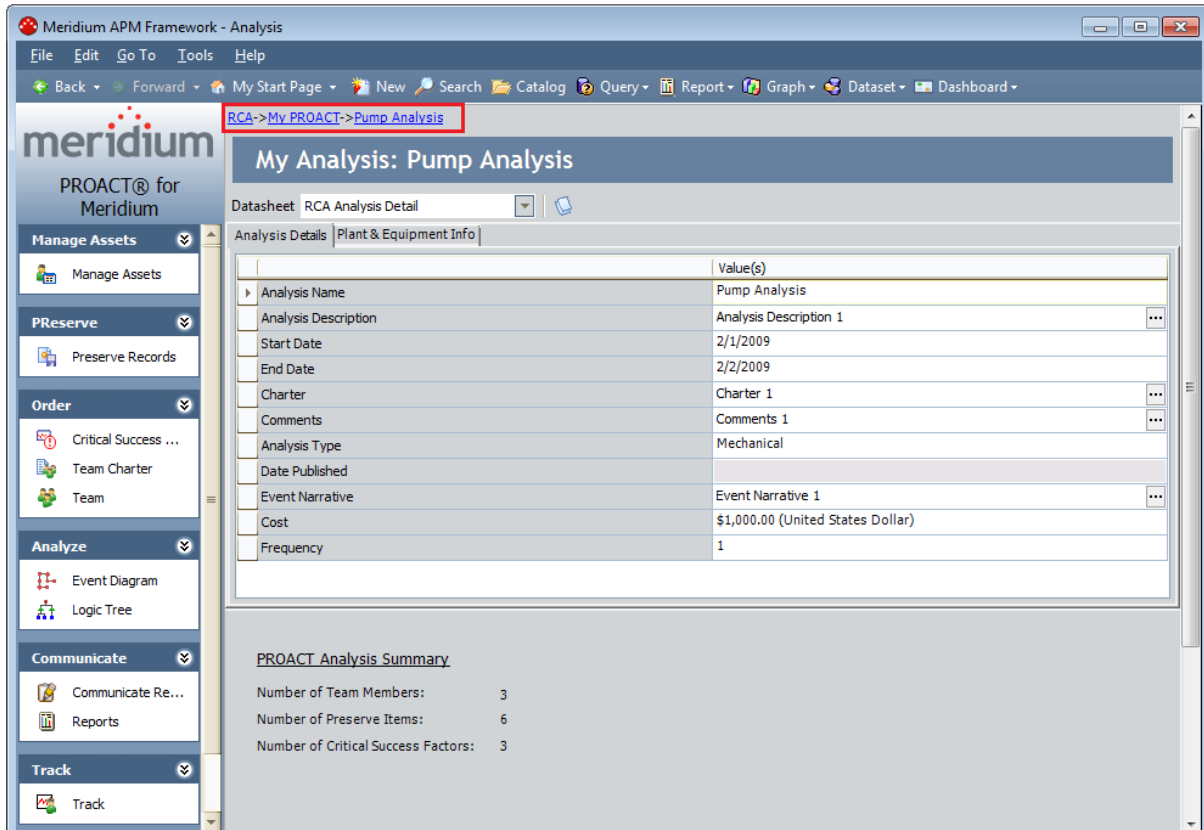 Meridium APM Framework - Analysis
File Edit Go To Tools Help
Back Forward My Start Page New Search Catalog Query Report Graph Dataset Dashboard
meridium
PROACT® for
Meridium
Manage Assets
Manage Assets
PReserve
Preserve Records
Order
Critical Success ...
Team Charter
Team
Analyze
Event Diagram
Logic Tree
Communicate
Communicate Re...
Reports
Track
Track
RCA->My PROACT->Pump Analysis
My Analysis: Pump Analysis
Datasheet RCA Analysis Detail
Analysis Details Plant & Equipment Info
Value(s)
Analysis Name Pump Analysis
Analysis Description Analysis Description 1 ...
Start Date 2/1/2009
End Date 2/2/2009
Charter Charter 1 ...
Comments Comments 1 ...
Analysis Type Mechanical
Date Published
Event Narrative Event Narrative 1 ...
Cost $1,000.00 (United States Dollar)
Frequency 1
PROACT Analysis Summary
Number of Team Members: 3
Number of Preserve Items: 6
Number of Critical Success Factors: 3